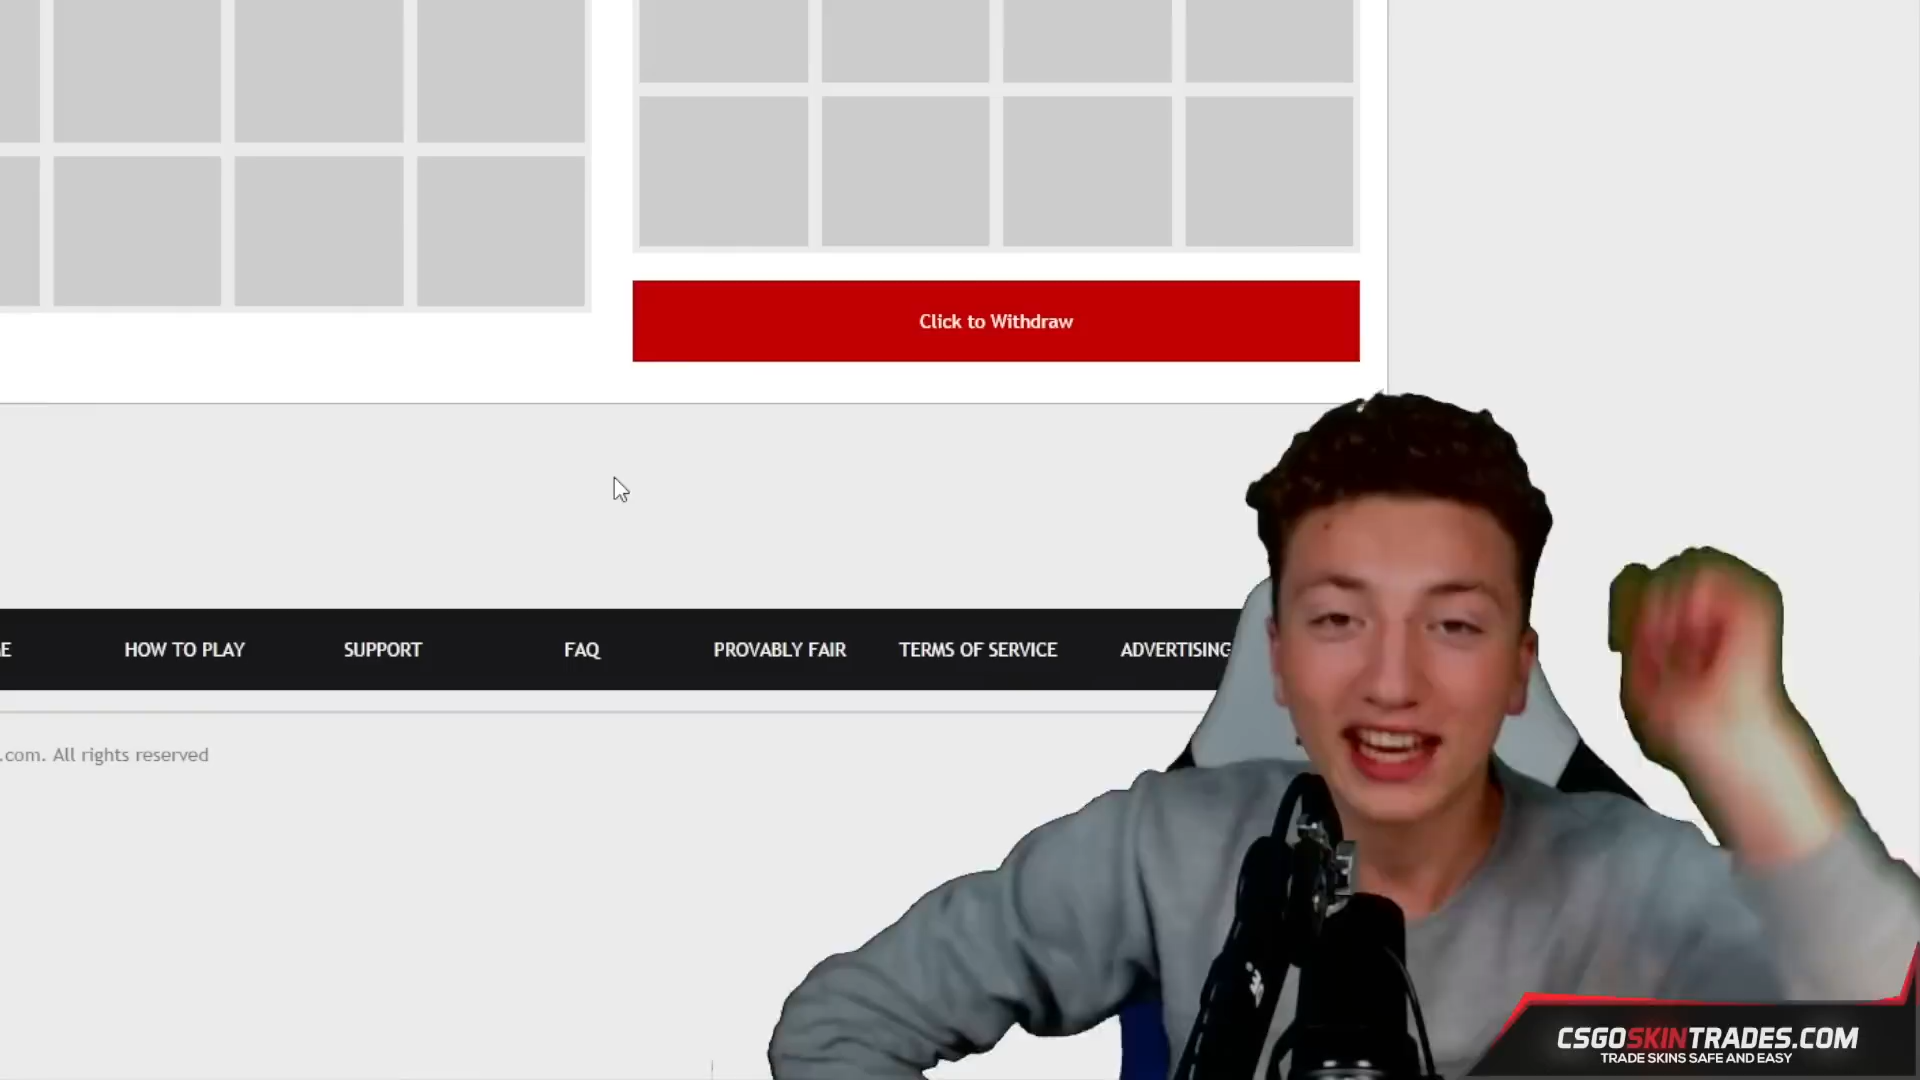 Click to Withdraw
E
HOW TO PLAY
SUPPORT
FAQ
PROVABLY FAIR
TERMS OF SERVICE
ADVERTISING
.com. All rights reserved
CSGOSKINTRADES.COM
TRADE SKINS SAFE AND EASY